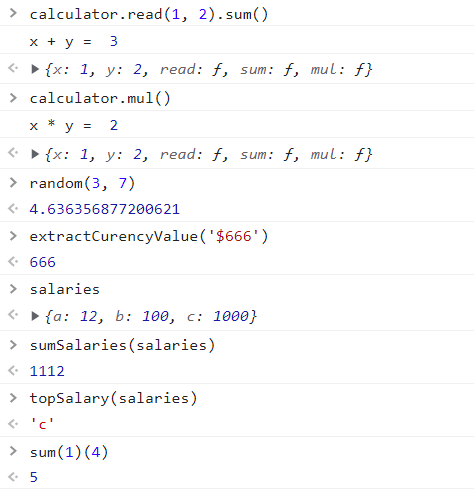 > calculator.read(1, 2).sum()
x + y =  3
<· ▶{x: 1, y: 2, read: ƒ, sum: ƒ, mul: ƒ}
> calculator.mul()
x * y =  2
<· ▶{x: 1, y: 2, read: ƒ, sum: ƒ, mul: ƒ}
> random(3, 7)
<· 4.636356877200621
> extractCurencyValue('$666')
<· 666
> salaries
<· ▶{a: 12, b: 100, c: 1000}
> sumSalaries(salaries)
<· 1112
> topSalary(salaries)
<· 'c'
> sum(1)(4)
<· 5